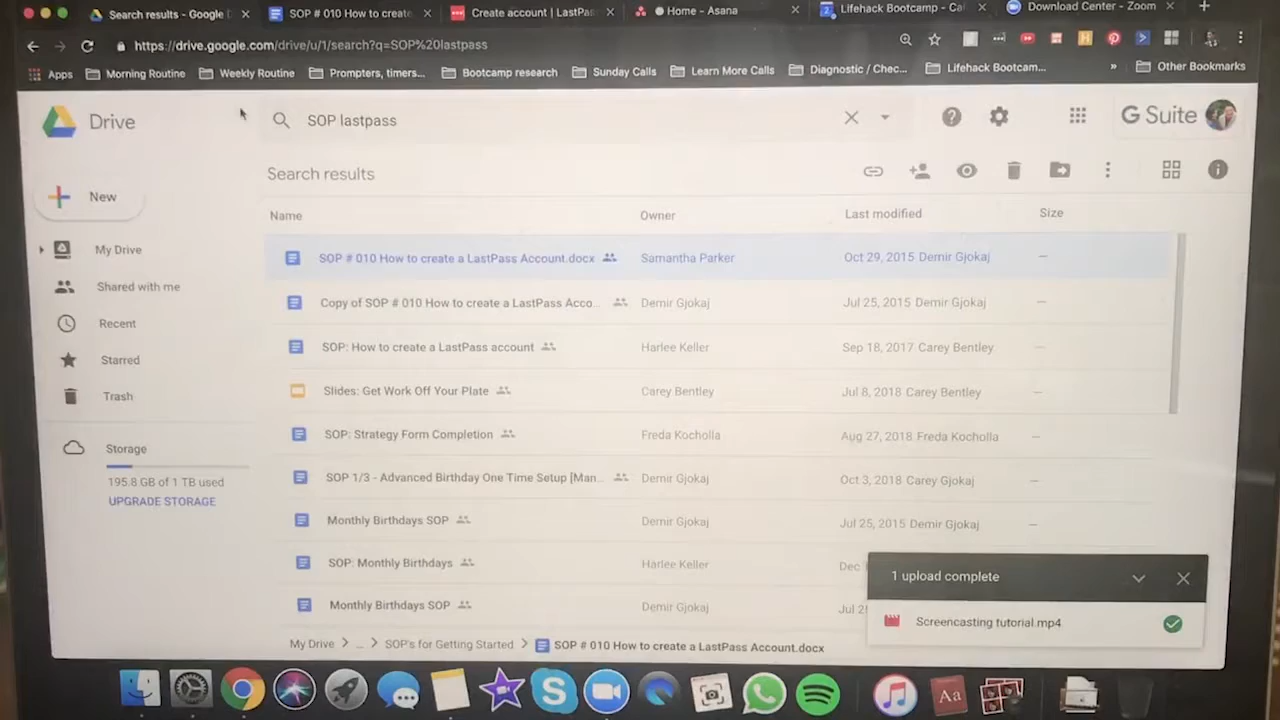 Search results - Google D
SOP # 010 How to create
Create account | LastPas
Home - Asana
Lifehack Bootcamp - Ca
Download Center - Zoom
https://drive.google.com/drive/u/1/search?q=SOP%20lastpass
Apps
Morning Routine
Weekly Routine
Prompters, timers...
Bootcamp research
Sunday Calls
Learn More Calls
Diagnostic / Chec...
Lifehack Bootcam...
»
Other Bookmarks
Drive
SOP lastpass
G Suite
Search results
New
Name
Owner
Last modified
Size
My Drive
Shared with me
Recent
Starred
Trash
Storage
195.8 GB of 1 TB used
UPGRADE STORAGE
SOP # 010 How to create a LastPass Account.docx
Samantha Parker
Oct 29, 2015 Demir Gjokaj
—
Copy of SOP # 010 How to create a LastPass Acco...
Demir Gjokaj
Jul 25, 2015 Demir Gjokaj
—
SOP: How to create a LastPass account
Harlee Keller
Sep 18, 2017 Carey Bentley
—
Slides: Get Work Off Your Plate
Carey Bentley
Jul 8, 2018 Carey Bentley
—
SOP: Strategy Form Completion
Freda Kocholla
Aug 27, 2018 Freda Kocholla
—
SOP 1/3 - Advanced Birthday One Time Setup [Man...
Demir Gjokaj
Oct 3, 2018 Carey Gjokaj
—
Monthly Birthdays SOP
Demir Gjokaj
Jul 25, 2015 Demir Gjokaj
—
SOP: Monthly Birthdays
Harlee Keller
Dec
Monthly Birthdays SOP
Demir Gjokaj
Jul 2
1 upload complete
Screencasting tutorial.mp4
My Drive > ... > SOP's for Getting Started > SOP # 010 How to create a LastPass Account.docx
Aa